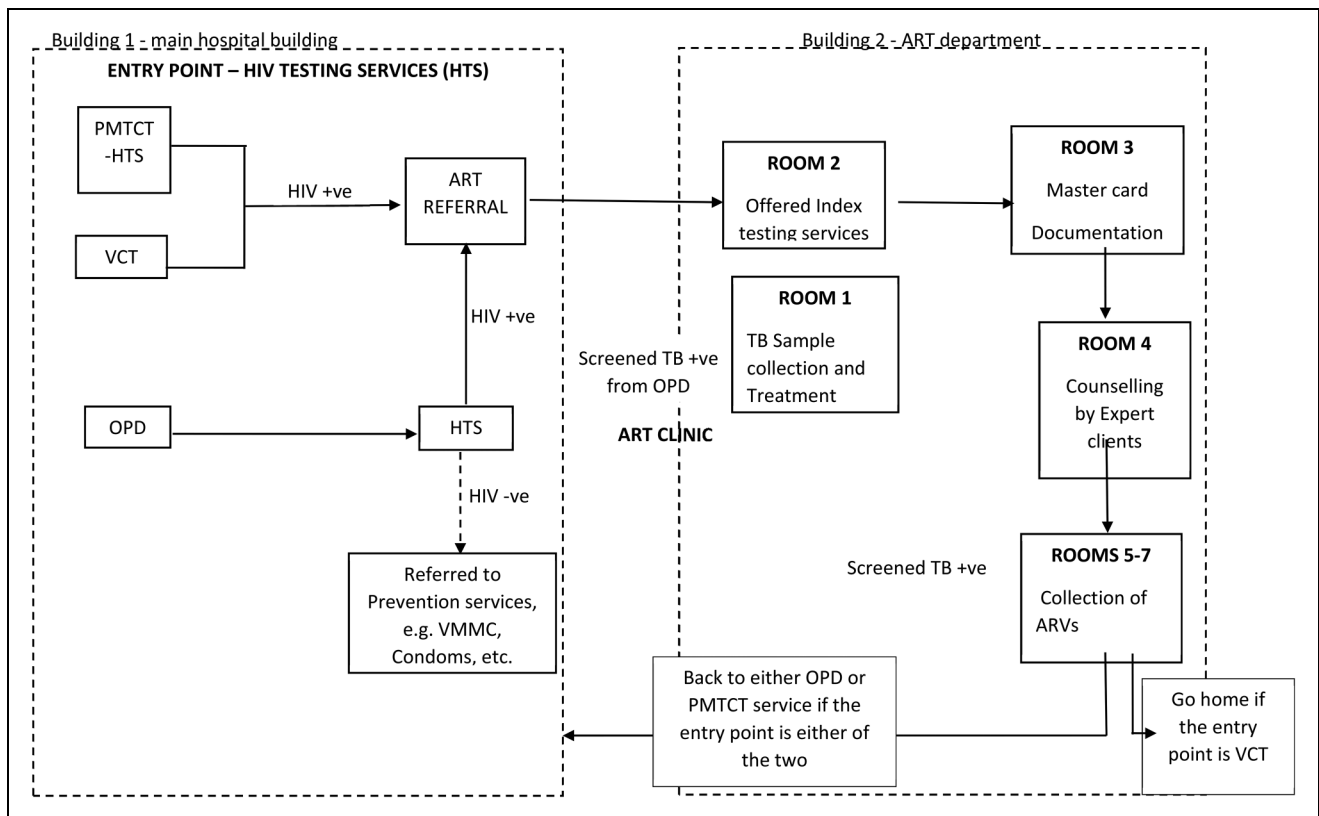 Building 1 - main hospital building
ENTRY POINT – HIV TESTING SERVICES (HTS)
PMTCT
-HTS
VCT
HIV +ve
ART
REFERRAL
HIV +ve
OPD
HTS
HIV -ve
Referred to
Prevention services,
e.g. VMMC,
Condoms, etc.
Building 2 - ART department
ROOM 2
Offered Index
testing services
ROOM 3
Master card
Documentation
ROOM 1
TB Sample
collection and
Treatment
Screened TB +ve
from OPD
ART CLINIC
ROOM 4
Counselling
by Expert
clients
ROOMS 5-7
Collection of
ARVs
Screened TB +ve
Back to either OPD or
PMTCT service if the
entry point is either of
the two
Go home if
the entry
point is VCT